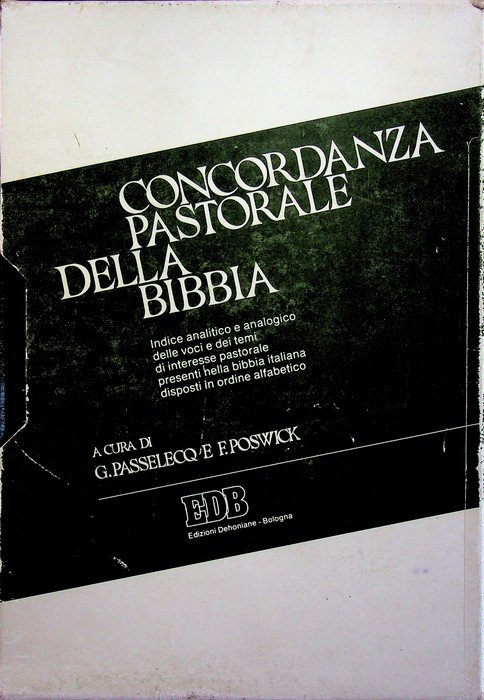 CONCORDANZA
PASTORALE
DELLA
BIBBIA
Indice analitico e analogico
delle voci e dei temi
di interesse pastorale
presenti nella bibbia italiana
disposti in ordine alfabetico
A CURA DI
G. PASSELECQ E F. POSWICK
EDB
Edizioni Dehoniane - Bologna